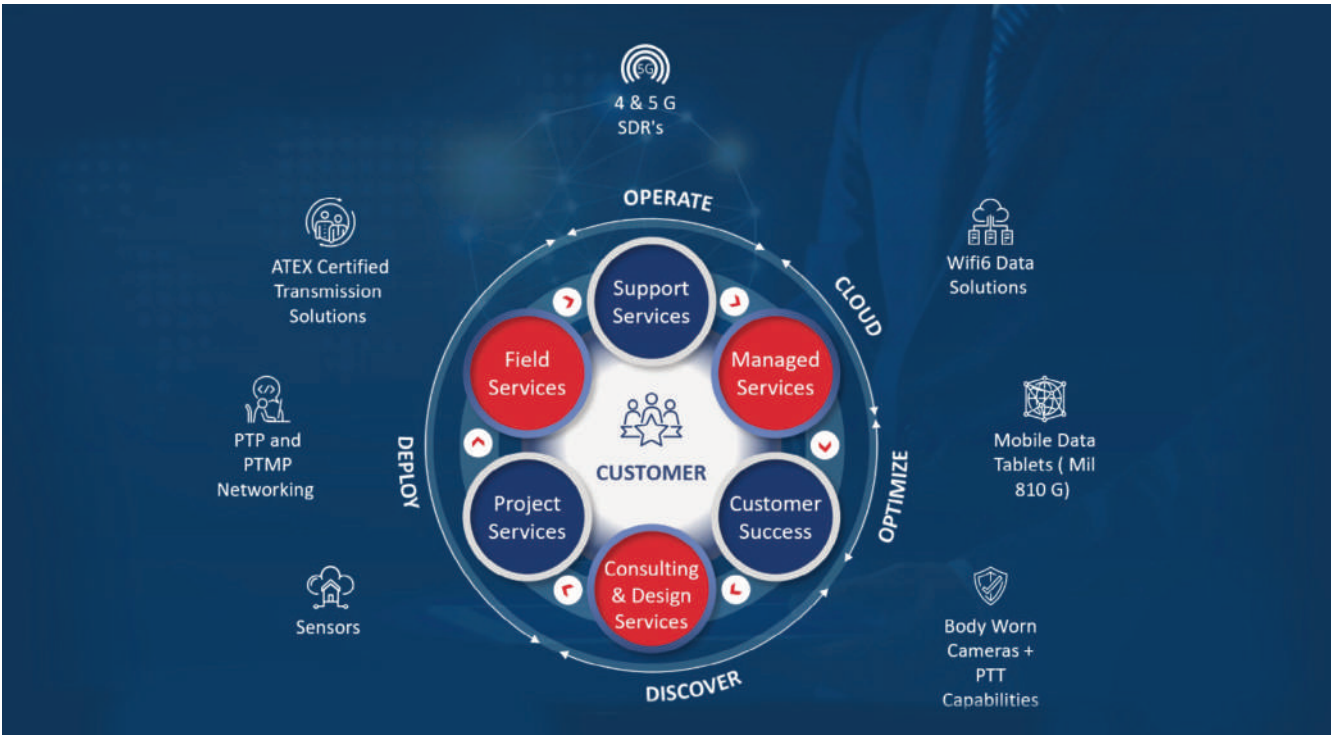 5G
4 & 5 G
SDR's
OPERATE
ATEX Certified
Transmission
Solutions
Wifi6 Data
Solutions
CLOUD
Support
Services
Field
Services
Managed
Services
CUSTOMER
PTP and
PTMP
Networking
DEPLOY
Mobile Data
Tablets ( Mil
810 G)
OPTIMIZE
Project
Services
Customer
Success
Consulting
& Design
Services
Sensors
Body Worn
Cameras +
PTT
Capabilities
DISCOVER